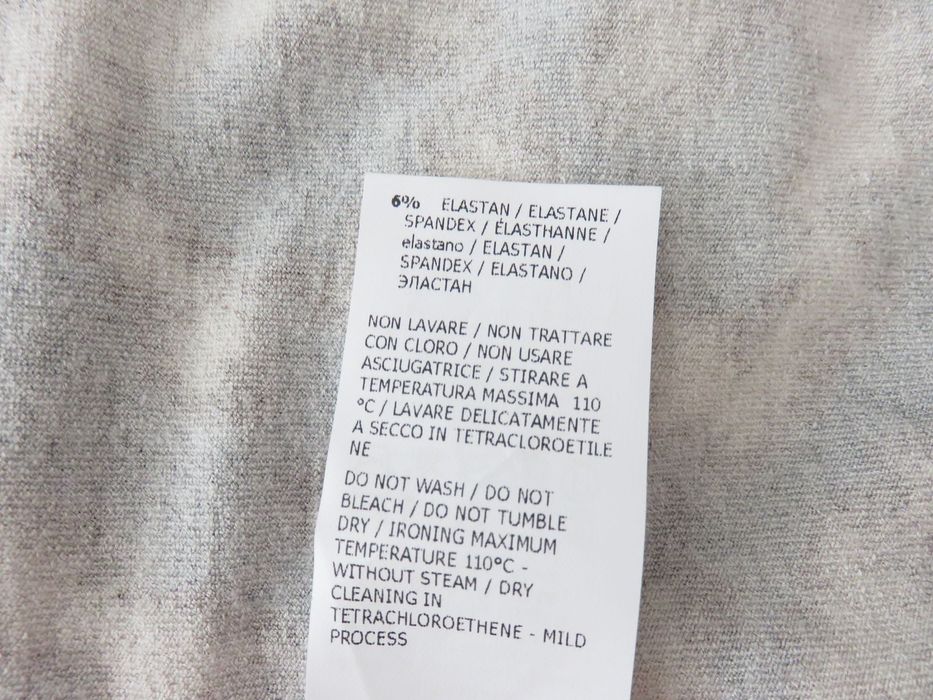 6% ELASTAN / ELASTANE /
SPANDEX / ÉLASTHANNE /
elastano / ELASTAN /
SPANDEX / ELASTANO /
ЭЛАСТАН
NON LAVARE / NON TRATTARE
CON CLORO / NON USARE
ASCIUGATRICE / STIRARE A
TEMPERATURA MASSIMA 110
°C / LAVARE DELICATAMENTE
A SECCO IN TETRACLOROETILE
NE
DO NOT WASH / DO NOT
BLEACH / DO NOT TUMBLE
DRY / IRONING MAXIMUM
TEMPERATURE 110°C -
WITHOUT STEAM / DRY
CLEANING IN
TETRACHLOROETHENE - MILD
PROCESS